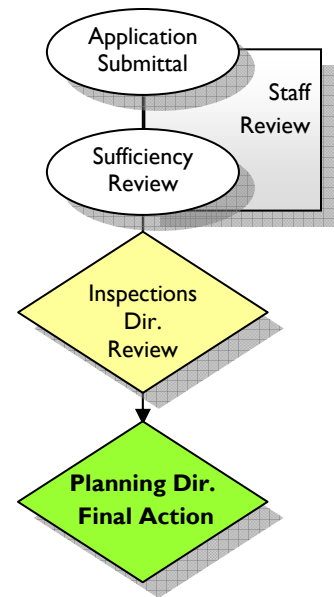 Application
Submittal
Staff
Review
Sufficiency
Review
Inspections
Dir.
Review
Planning Dir.
Final Action